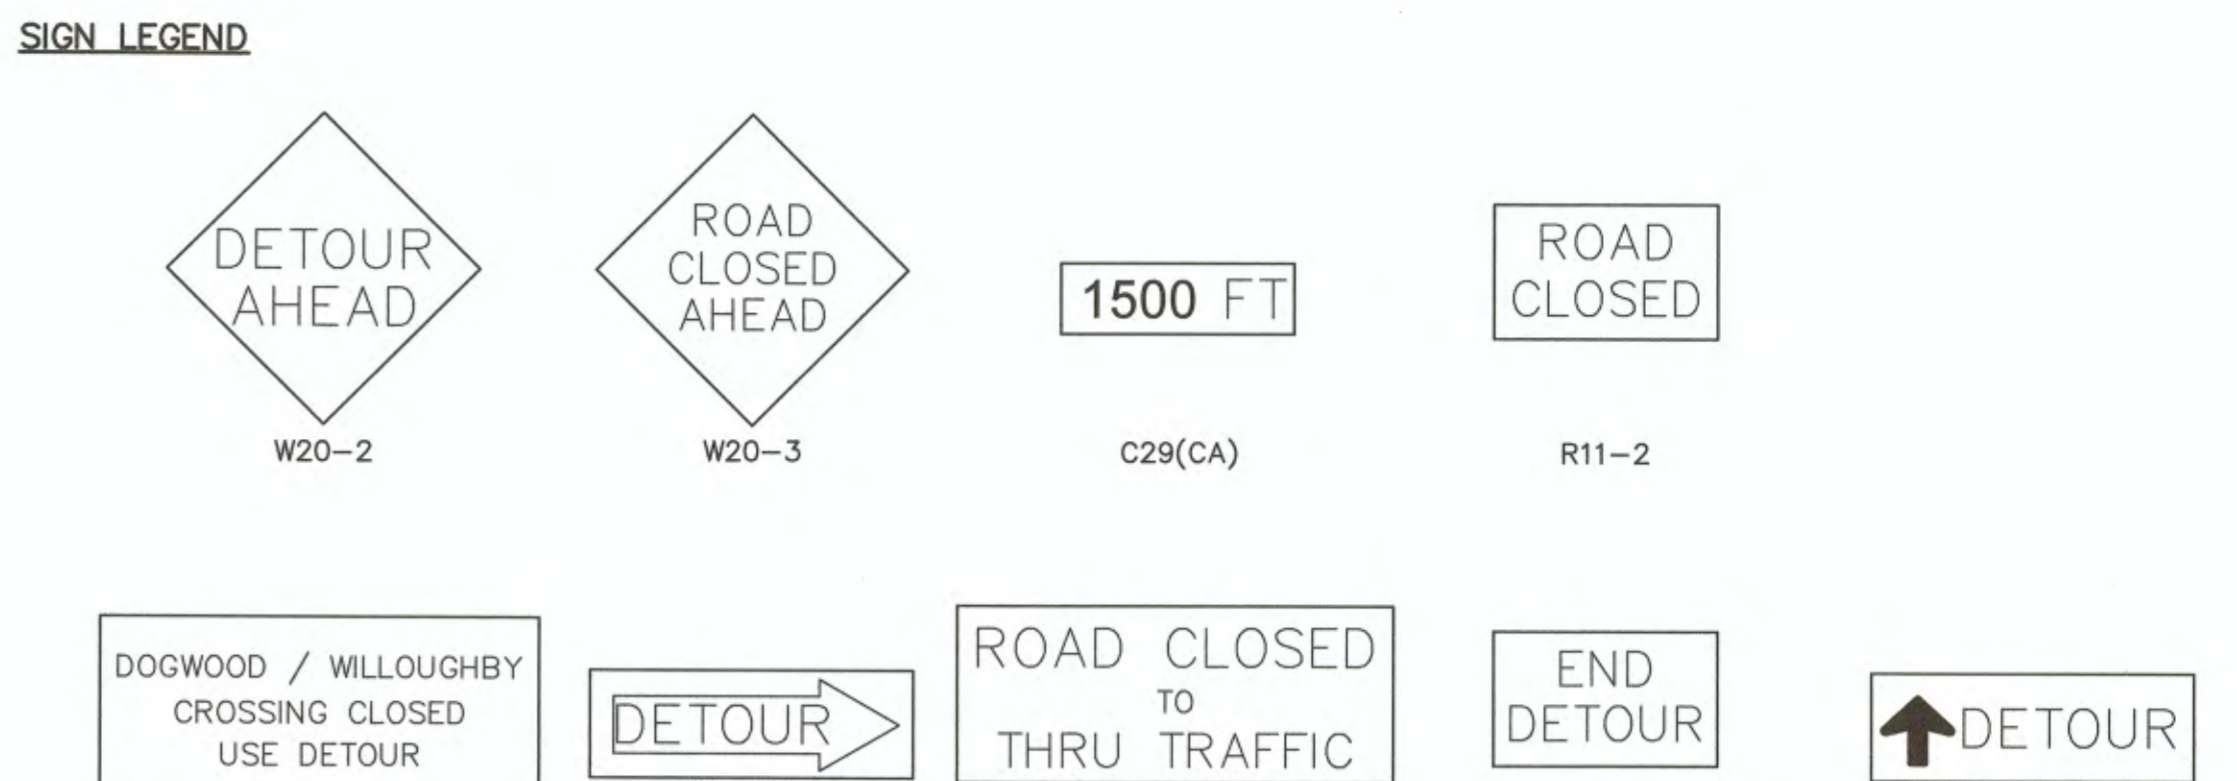 SIGN LEGEND
DETOUR
AHEAD
W20-2
ROAD
CLOSED
AHEAD
W20-3
1500 FT
C29(CA)
ROAD
CLOSED
R11-2
DOGWOOD / WILLOUGHBY
CROSSING CLOSED
USE DETOUR
DETOUR
ROAD CLOSED
TO
THRU TRAFFIC
END
DETOUR
DETOUR